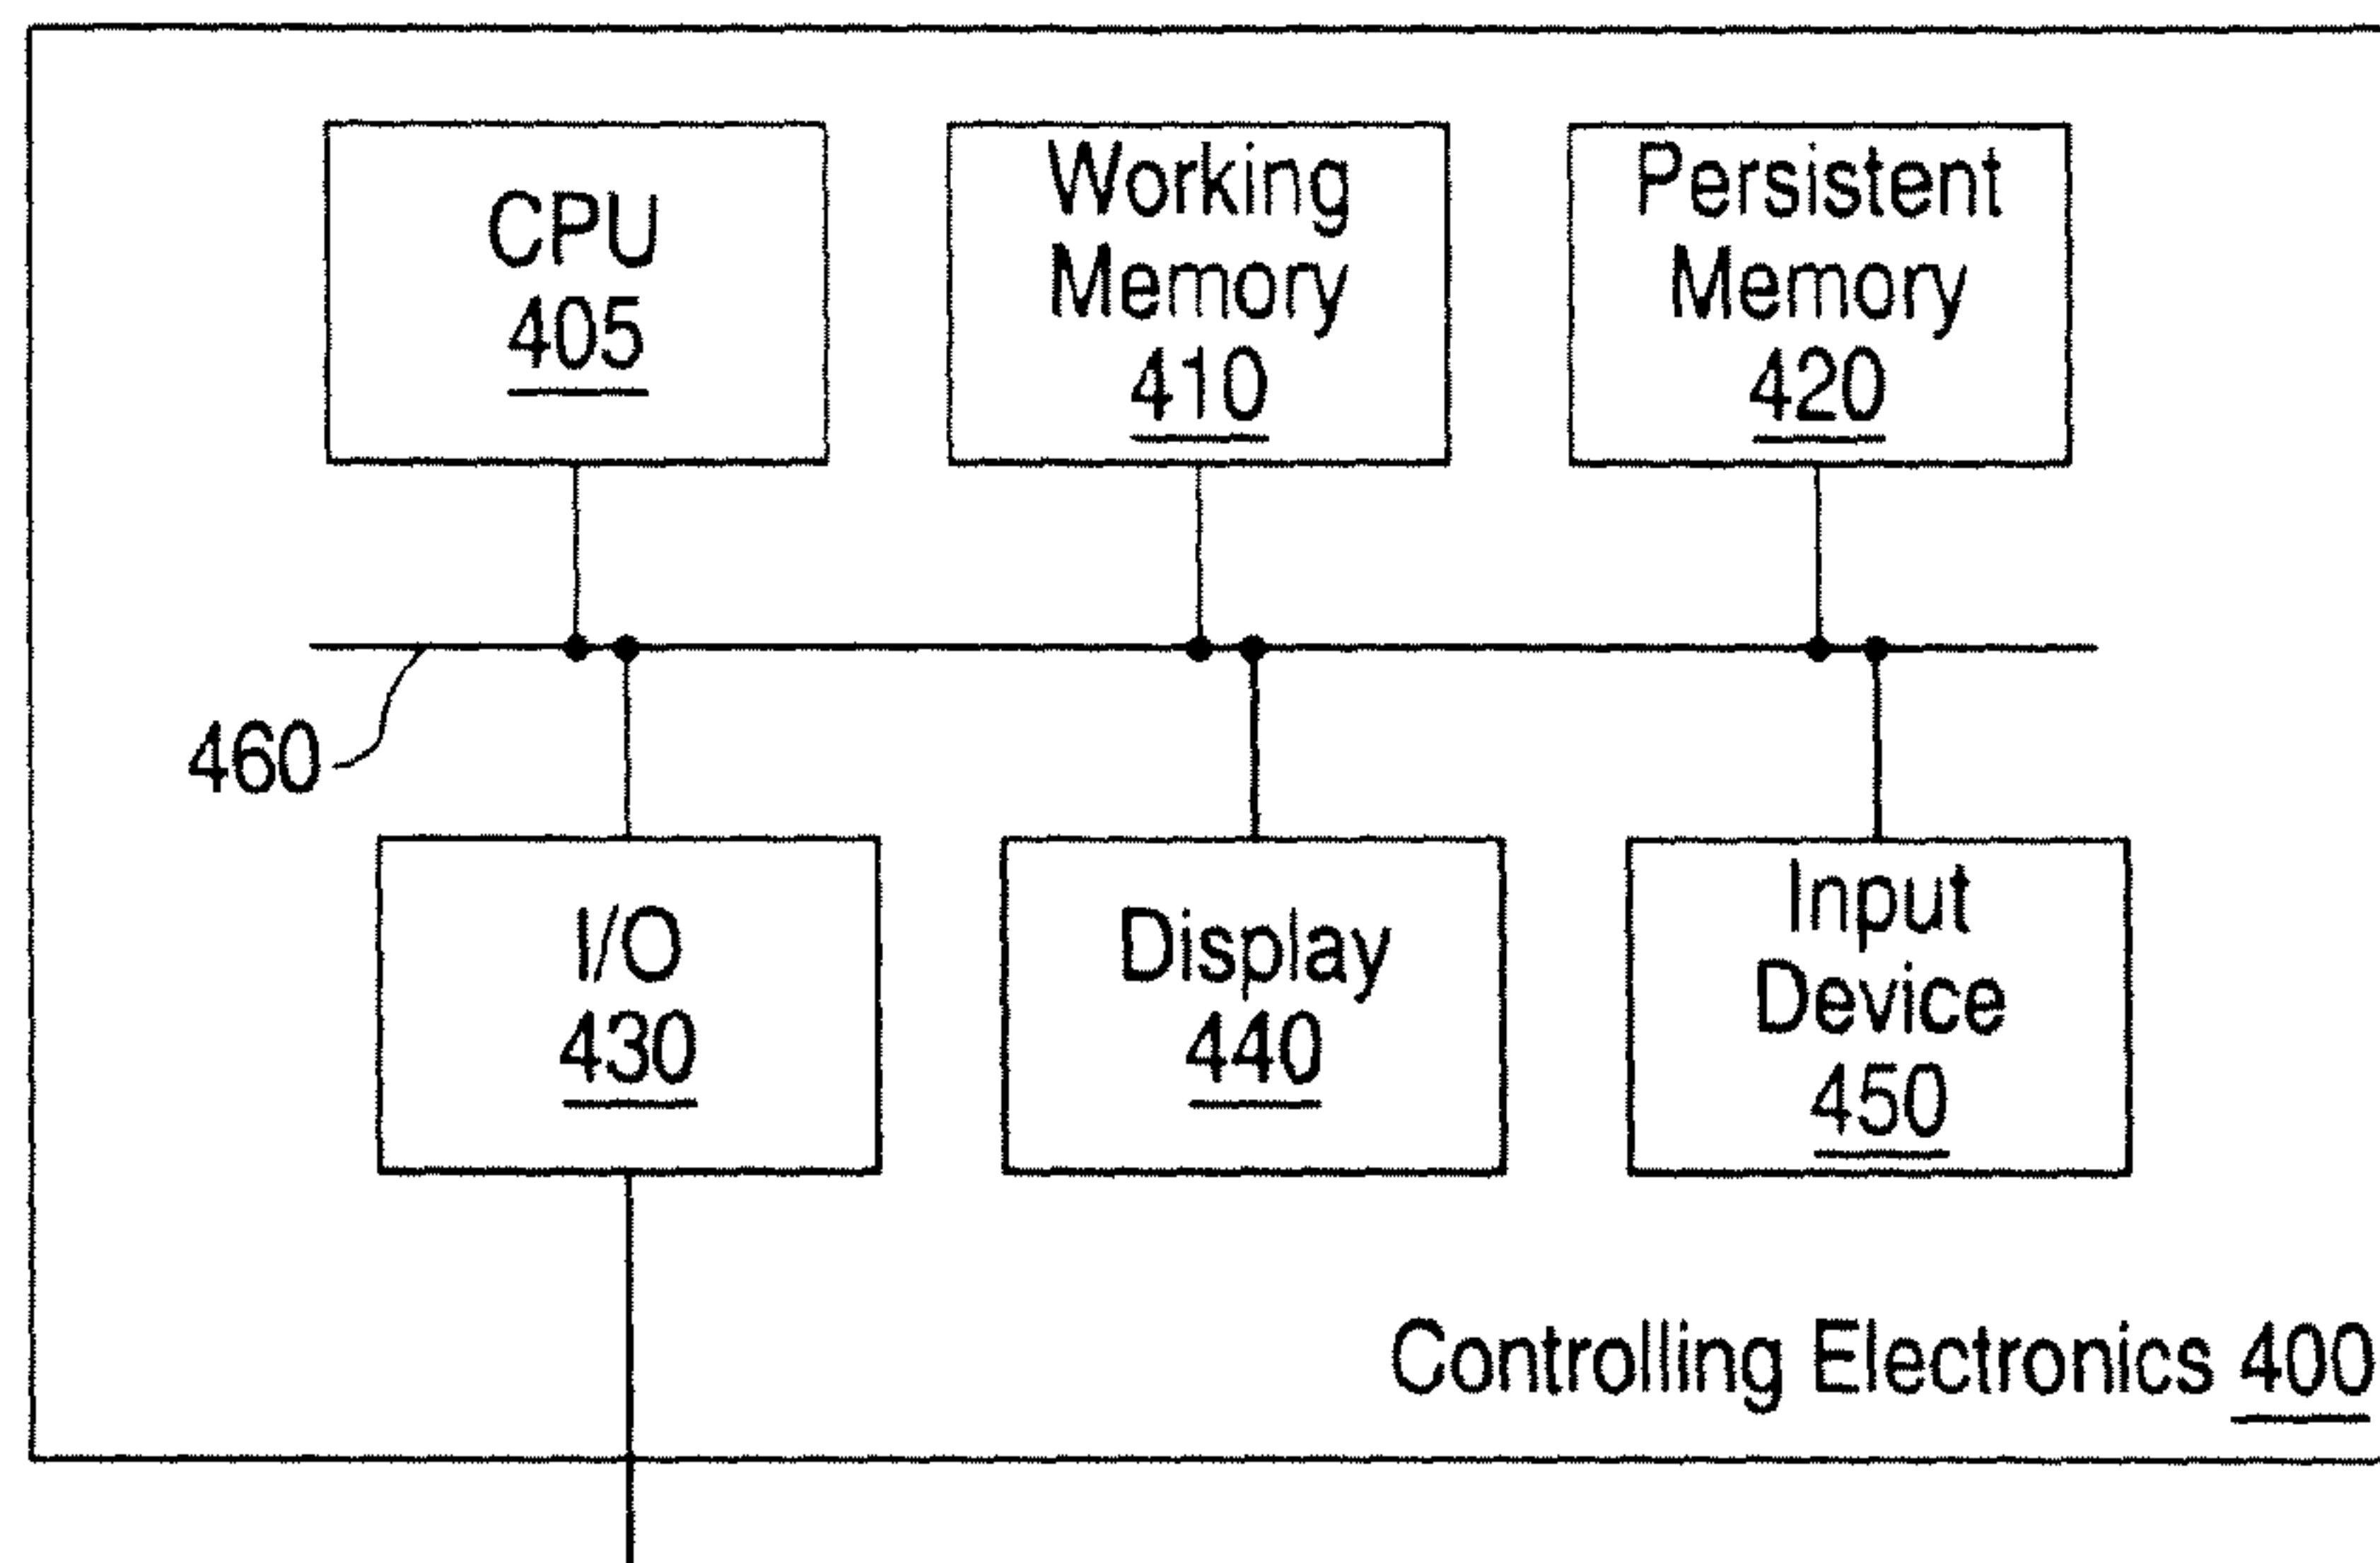 CPU
405
Working
Memory
410
Persistent
Memory
420
460
I/O
430
Display
440
Input
Device
450
Controlling Electronics 400